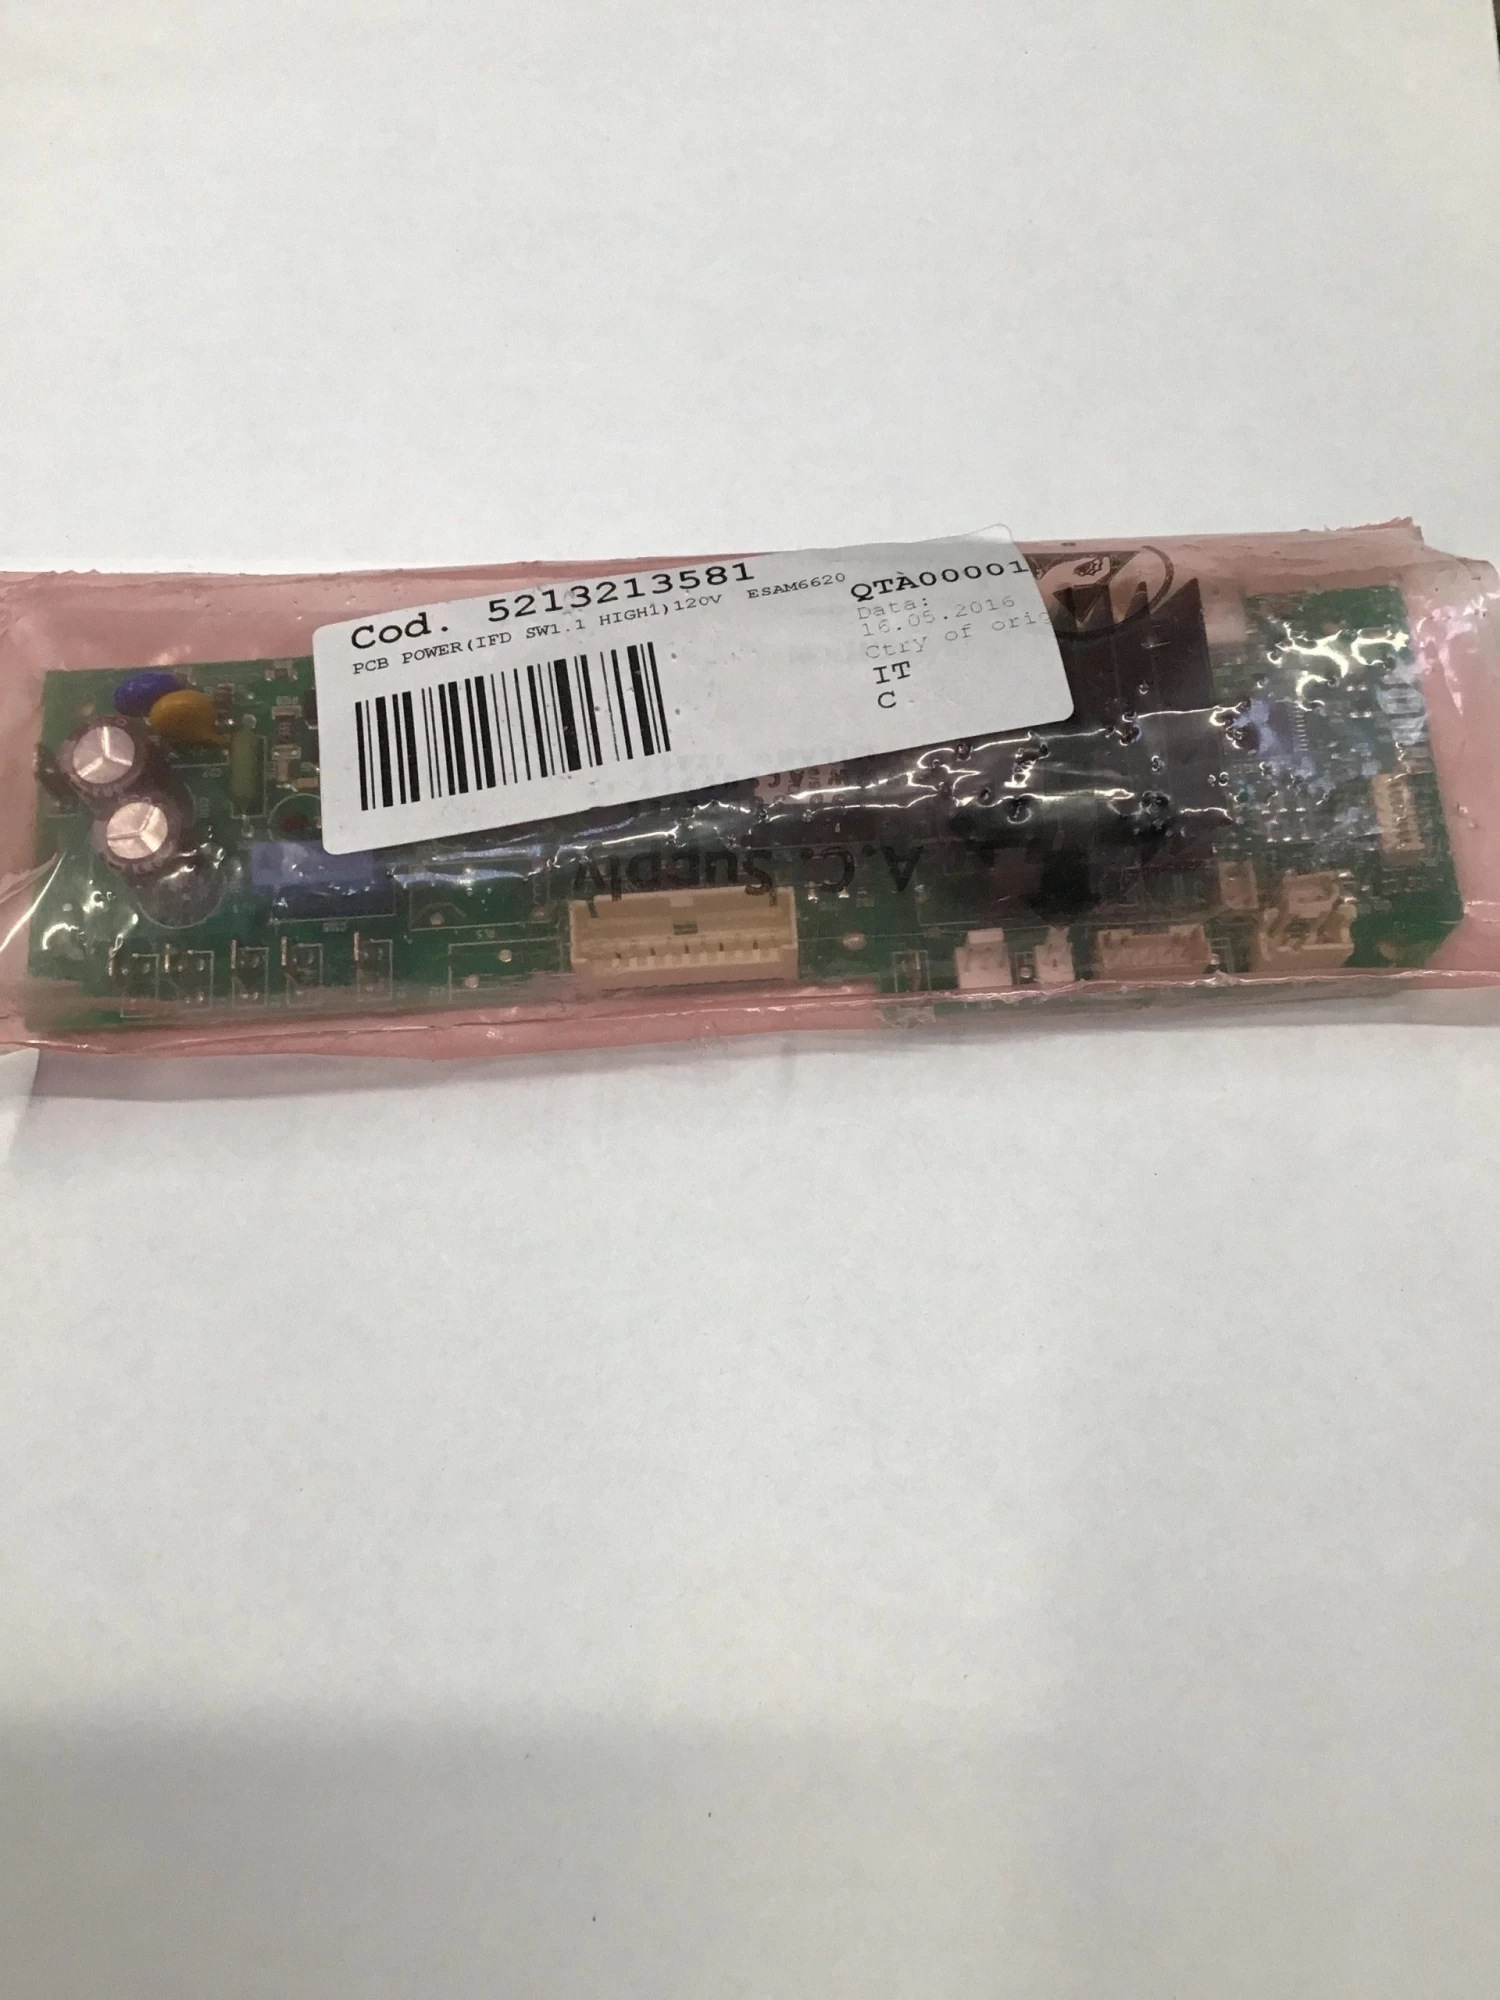 Cod. 5213213581
PCB POWER(IFD SW1.1 HIGH1)120V ESAM6620
QTÀ00001
Data:
16.05.2016
Ctry of orig
IT
C
A.C. Supply